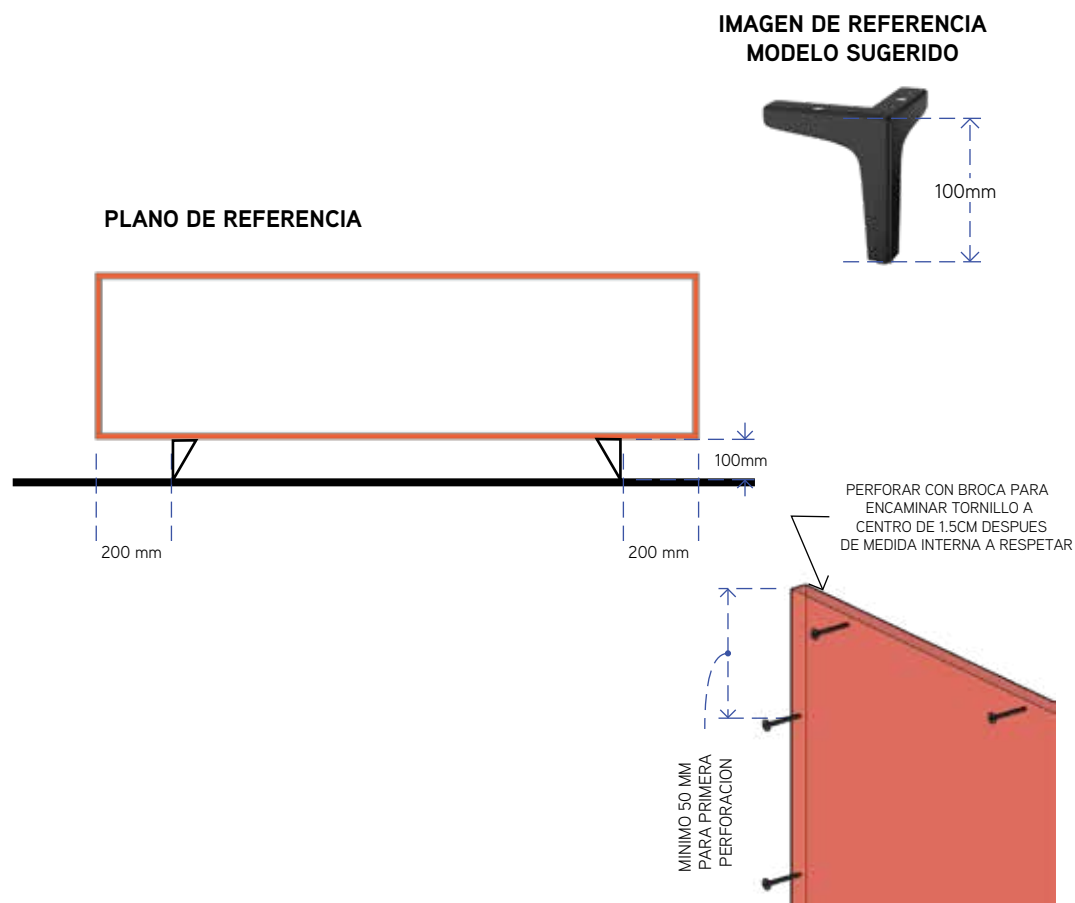 IMAGEN DE REFERENCIA
MODELO SUGERIDO
100mm
PLANO DE REFERENCIA
100mm
200 mm
200 mm
PERFORAR CON BROCA PARA
ENCAMINAR TORNILLO A
CENTRO DE 1.5CM DESPUES
DE MEDIDA INTERNA A RESPETAR
MINIMO 50 MM
PARA PRIMERA
PERFORACION